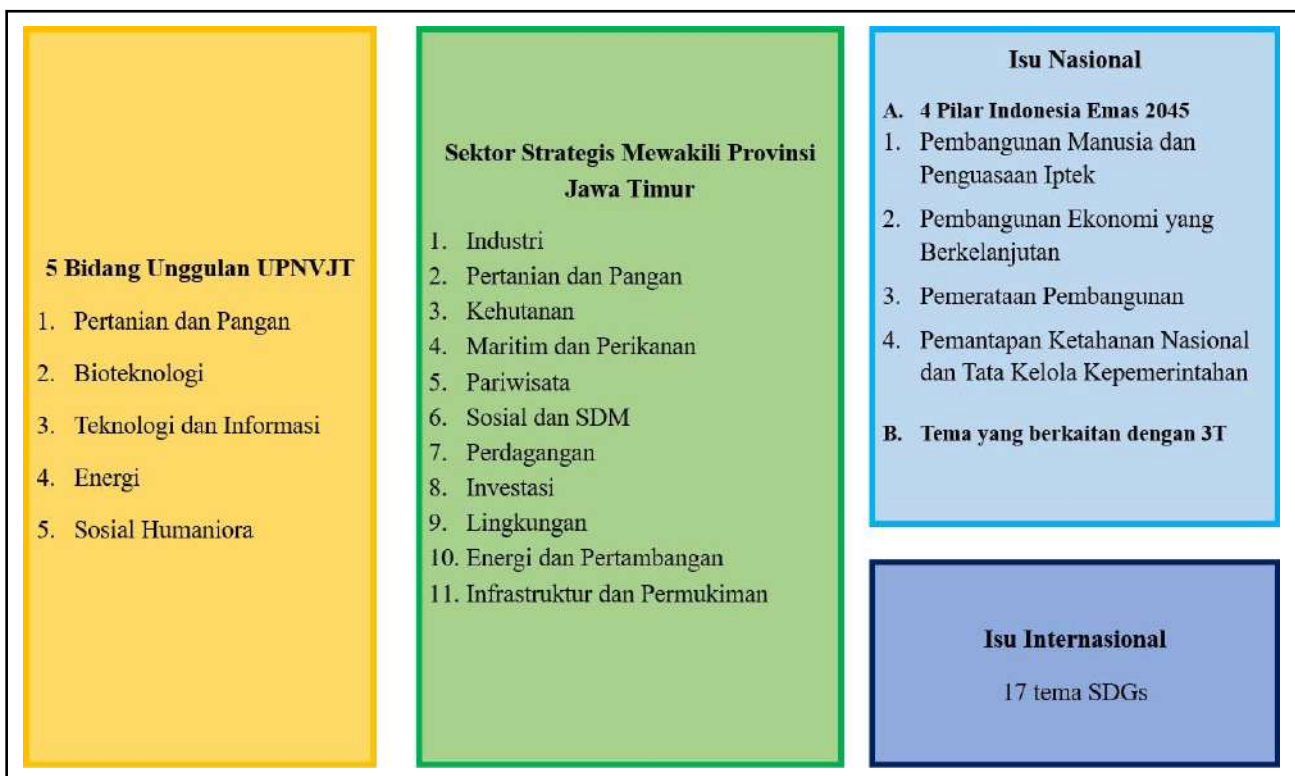 5 Bidang Unggulan UPNVJT
1. Pertanian dan Pangan
2. Bioteknologi
3. Teknologi dan Informasi
4. Energi
5. Sosial Humaniora
Sektor Strategis Mewakili Provinsi
Jawa Timur
1. Industri
2. Pertanian dan Pangan
3. Kehutanan
4. Maritim dan Perikanan
5. Pariwisata
6. Sosial dan SDM
7. Perdagangan
8. Investasi
9. Lingkungan
10. Energi dan Pertambangan
11. Infrastruktur dan Permukiman
Isu Nasional
A. 4 Pilar Indonesia Emas 2045
1. Pembangunan Manusia dan
Penguasaan Iptek
2. Pembangunan Ekonomi yang
Berkelanjutan
3. Pemerataan Pembangunan
4. Pemantapan Ketahanan Nasional
dan Tata Kelola Kepemerintahan
B. Tema yang berkaitan dengan 3T
Isu Internasional
17 tema SDGs